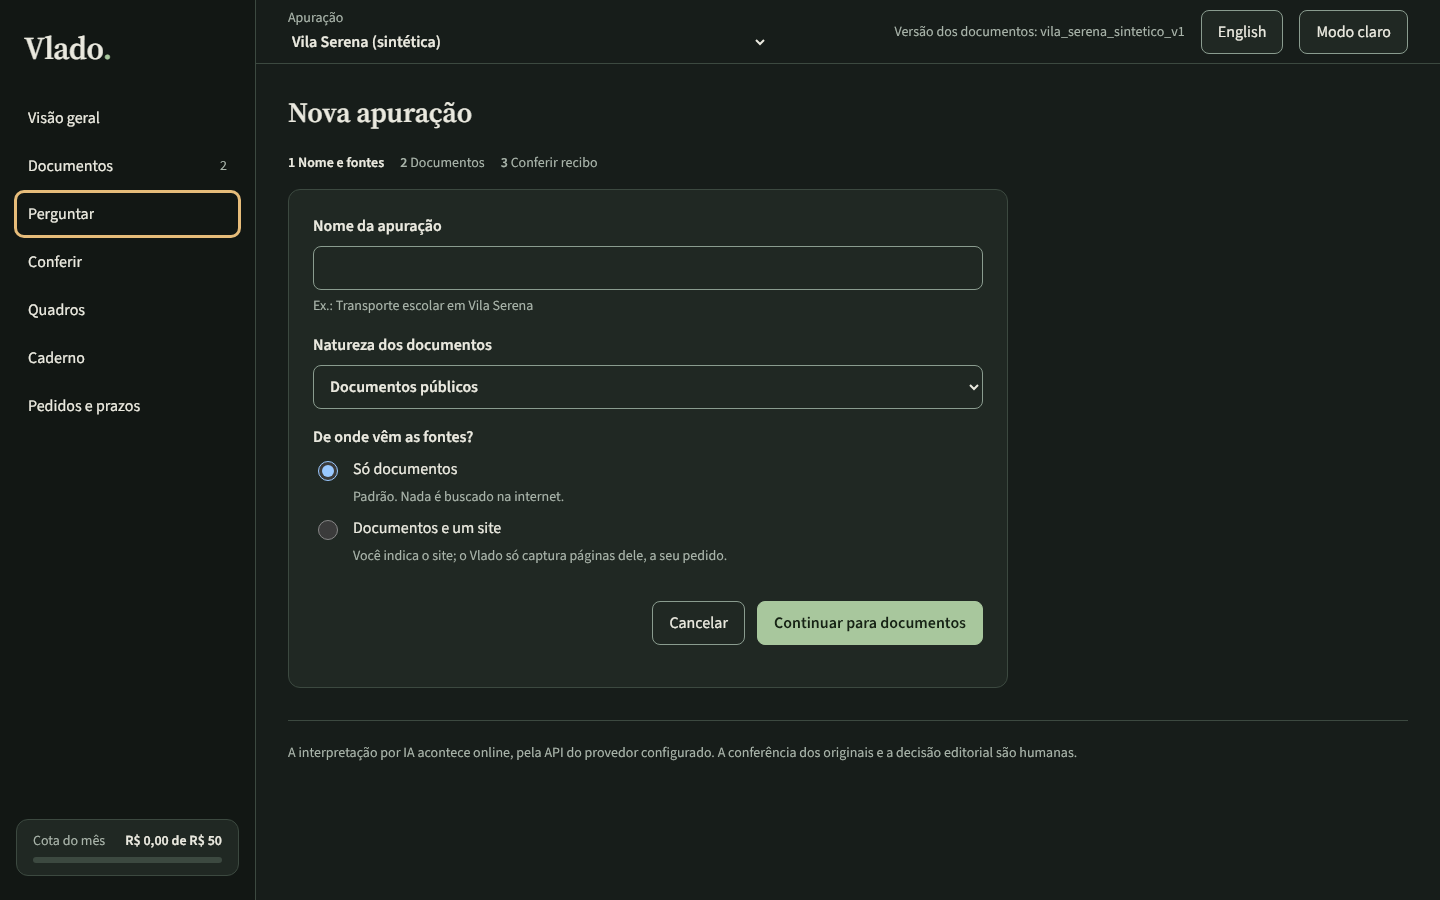 Vlado.
Visão geral
Documentos 2
Perguntar
Conferir
Quadros
Caderno
Pedidos e prazos
Cota do mês R$ 0,00 de R$ 50
Apuração
Vila Serena (sintética)
Versão dos documentos: vila_serena_sintetico_v1
English
Modo claro
Nova apuração
1 Nome e fontes 2 Documentos 3 Conferir recibo
Nome da apuração
Ex.: Transporte escolar em Vila Serena
Natureza dos documentos
Documentos públicos
De onde vêm as fontes?
Só documentos
Padrão. Nada é buscado na internet.
Documentos e um site
Você indica o site; o Vlado só captura páginas dele, a seu pedido.
Cancelar
Continuar para documentos
A interpretação por IA acontece online, pela API do provedor configurado. A conferência dos originais e a decisão editorial são humanas.